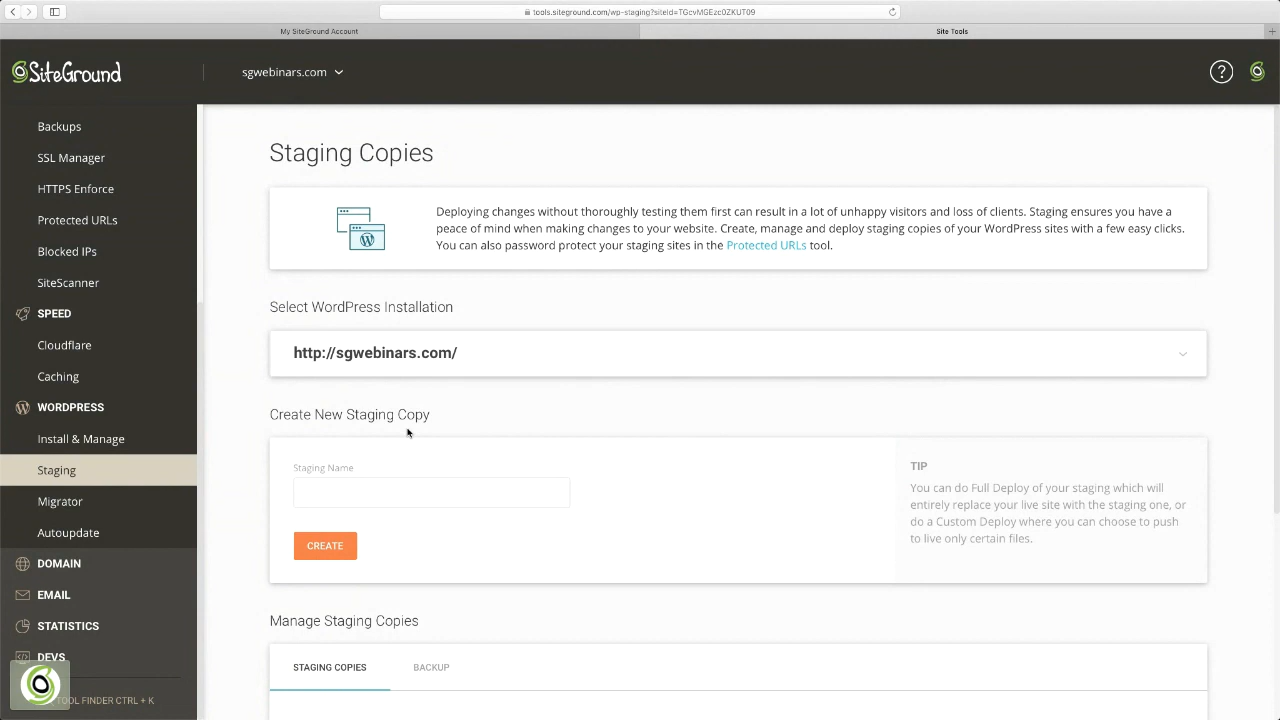 tools.siteground.com/wp-staging?siteId=TGcvMGEzc0ZKUT09
My SiteGround Account
Site Tools
SiteGround
sgwebinars.com
?
Backups
SSL Manager
HTTPS Enforce
Protected URLs
Blocked IPs
SiteScanner
SPEED
Cloudflare
Caching
WORDPRESS
Install & Manage
Staging
Migrator
Autoupdate
DOMAIN
EMAIL
STATISTICS
DEVS
TOOL FINDER CTRL + K
Staging Copies
Deploying changes without thoroughly testing them first can result in a lot of unhappy visitors and loss of clients. Staging ensures you have a
peace of mind when making changes to your website. Create, manage and deploy staging copies of your WordPress sites with a few easy clicks.
You can also password protect your staging sites in the Protected URLs tool.
Select WordPress Installation
http://sgwebinars.com/
Create New Staging Copy
Staging Name
CREATE
TIP
You can do Full Deploy of your staging which will
entirely replace your live site with the staging one, or
do a Custom Deploy where you can choose to push
to live only certain files.
Manage Staging Copies
STAGING COPIES
BACKUP